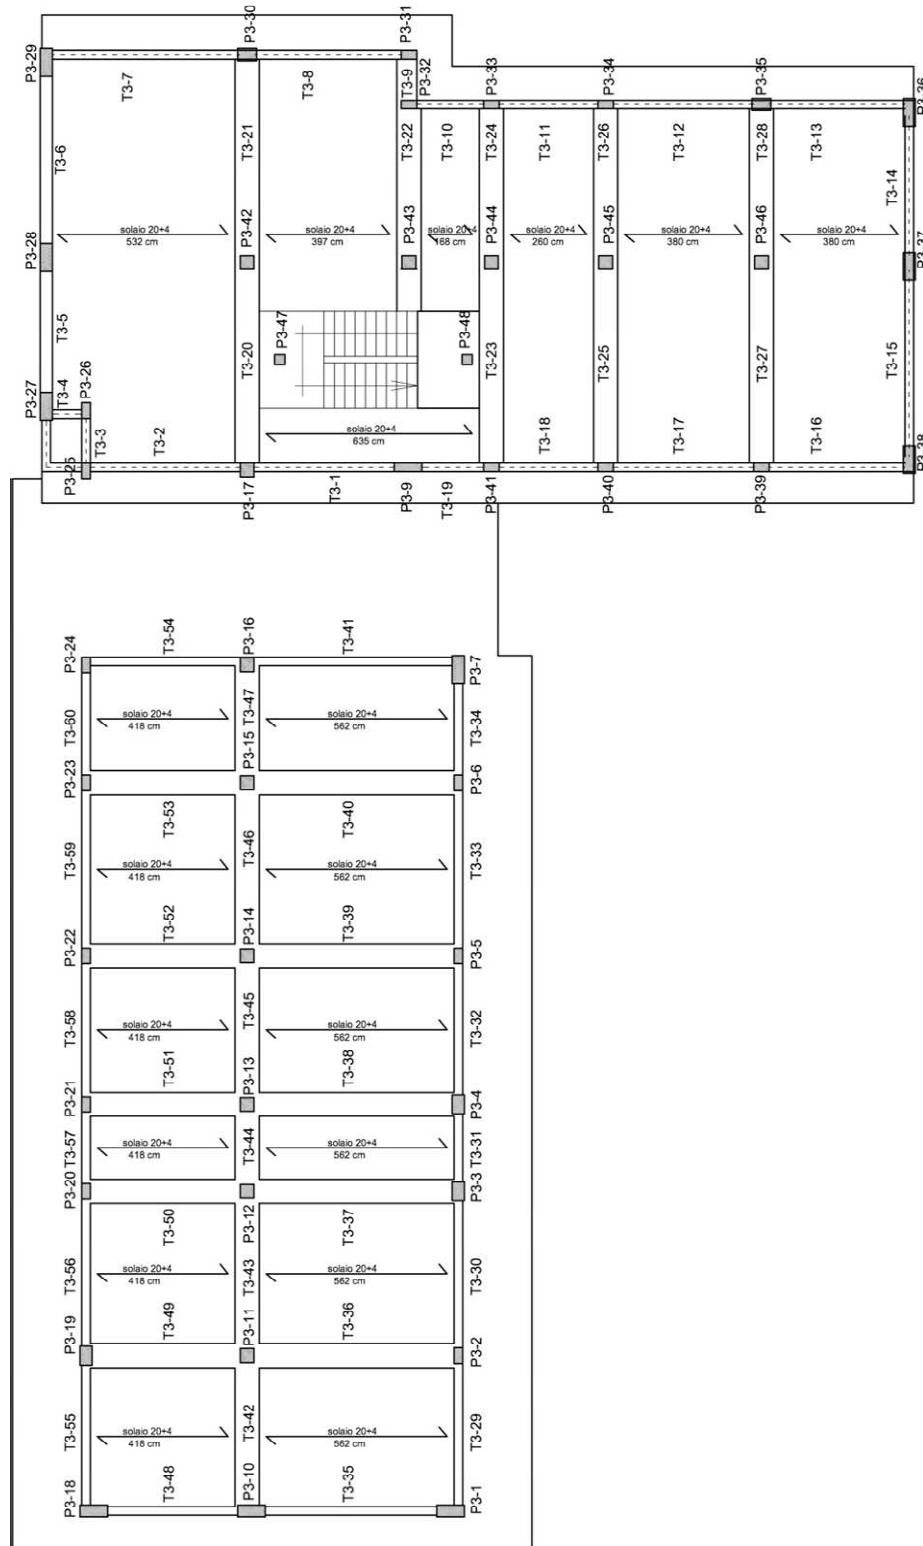 P3-31
P3-30
P3-29
T3-7
T3-8
T3-9
P3-32
P3-33
P3-34
P3-35
P3-36
T3-6
T3-21
T3-22
T3-10
T3-24
T3-11
T3-26
T3-12
T3-28
T3-13
T3-14
P3-28
P3-42
P3-43
P3-44
P3-45
P3-46
P3-37
solaio 20+4
532 cm
solaio 20+4
397 cm
solaio 20+4
168 cm
solaio 20+4
260 cm
solaio 20+4
380 cm
solaio 20+4
380 cm
T3-5
T3-20
P3-47
P3-48
T3-23
T3-25
T3-27
T3-15
P3-27
T3-4
P3-26
T3-3
T3-2
solaio 20+4
635 cm
T3-18
T3-17
T3-16
P3-25
P3-17
T3-1
P3-9
T3-19
P3-41
P3-40
P3-39
P3-38
P3-24
T3-54
P3-16
T3-41
P3-7
T3-60
solaio 20+4
418 cm
T3-47
solaio 20+4
562 cm
T3-34
P3-23
P3-15
P3-6
T3-53
T3-40
T3-59
solaio 20+4
418 cm
T3-46
solaio 20+4
562 cm
T3-33
T3-52
T3-39
P3-22
P3-14
P3-5
T3-58
solaio 20+4
418 cm
T3-45
solaio 20+4
562 cm
T3-32
T3-51
T3-38
P3-21
P3-13
P3-4
T3-57
solaio 20+4
418 cm
T3-44
solaio 20+4
562 cm
T3-31
P3-20
P3-12
P3-3
T3-50
T3-37
T3-56
solaio 20+4
418 cm
T3-43
solaio 20+4
562 cm
T3-30
T3-49
T3-36
P3-19
P3-11
P3-2
T3-55
solaio 20+4
418 cm
T3-42
solaio 20+4
562 cm
T3-29
T3-48
T3-35
P3-18
P3-10
P3-1